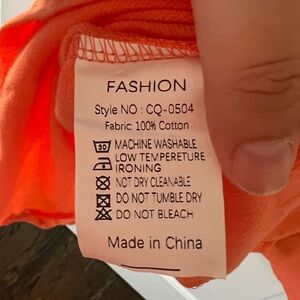 FASHION
Style NO : CQ-0504
Fabric: 100% Cotton
30 MACHINE WASHABLE
LOW TEMPERETURE
IRONING
NOT DRY CLEANABLE
DO NOT TUMBLE DRY
DO NOT BLEACH
Made in China